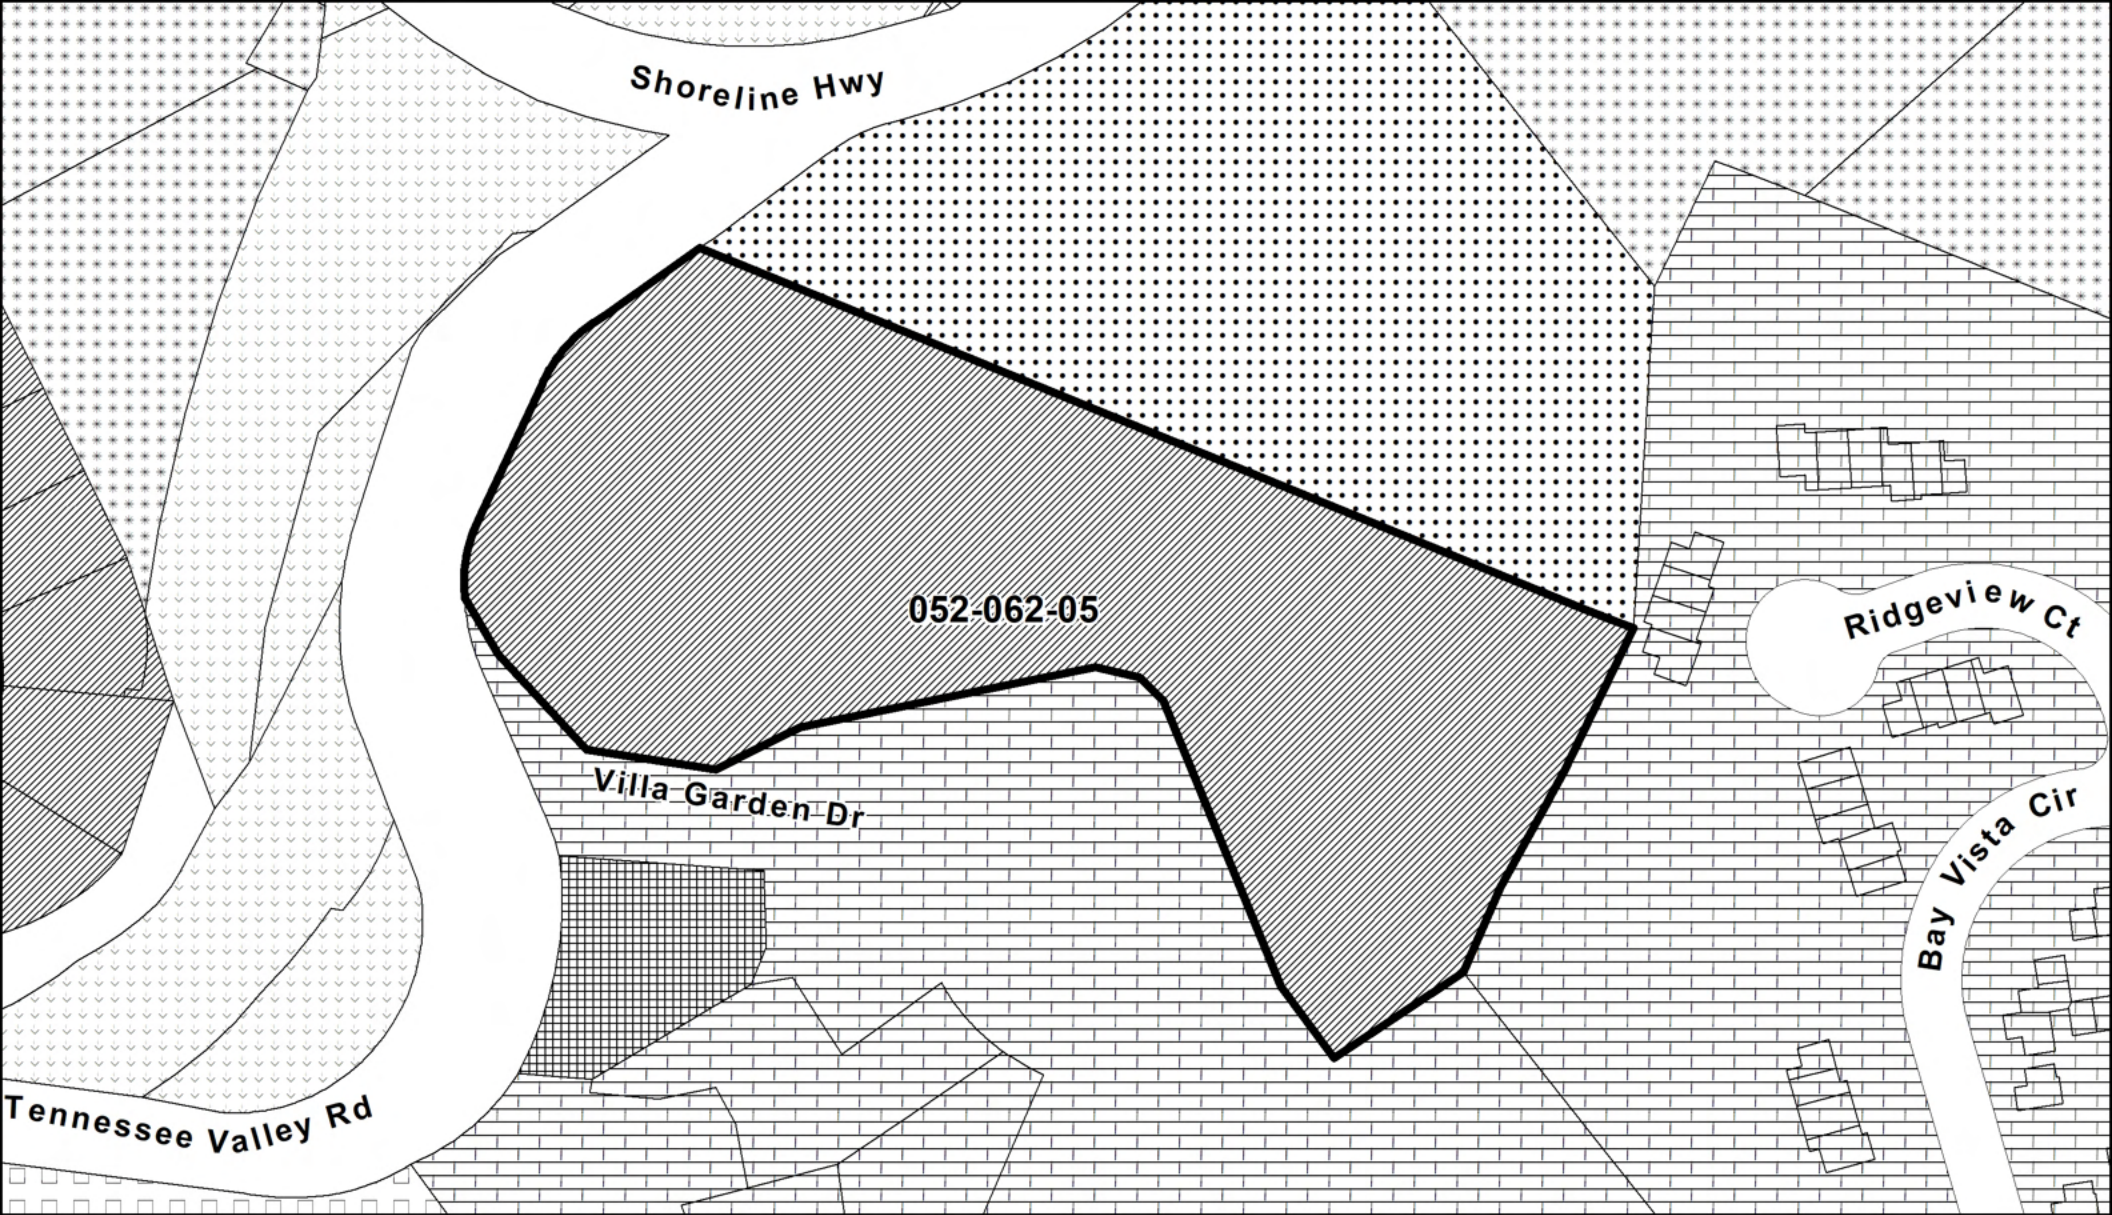 Shoreline Hwy
052-062-05
Ridgeview Ct
Villa Garden Dr
Bay Vista Cir
Tennessee Valley Rd